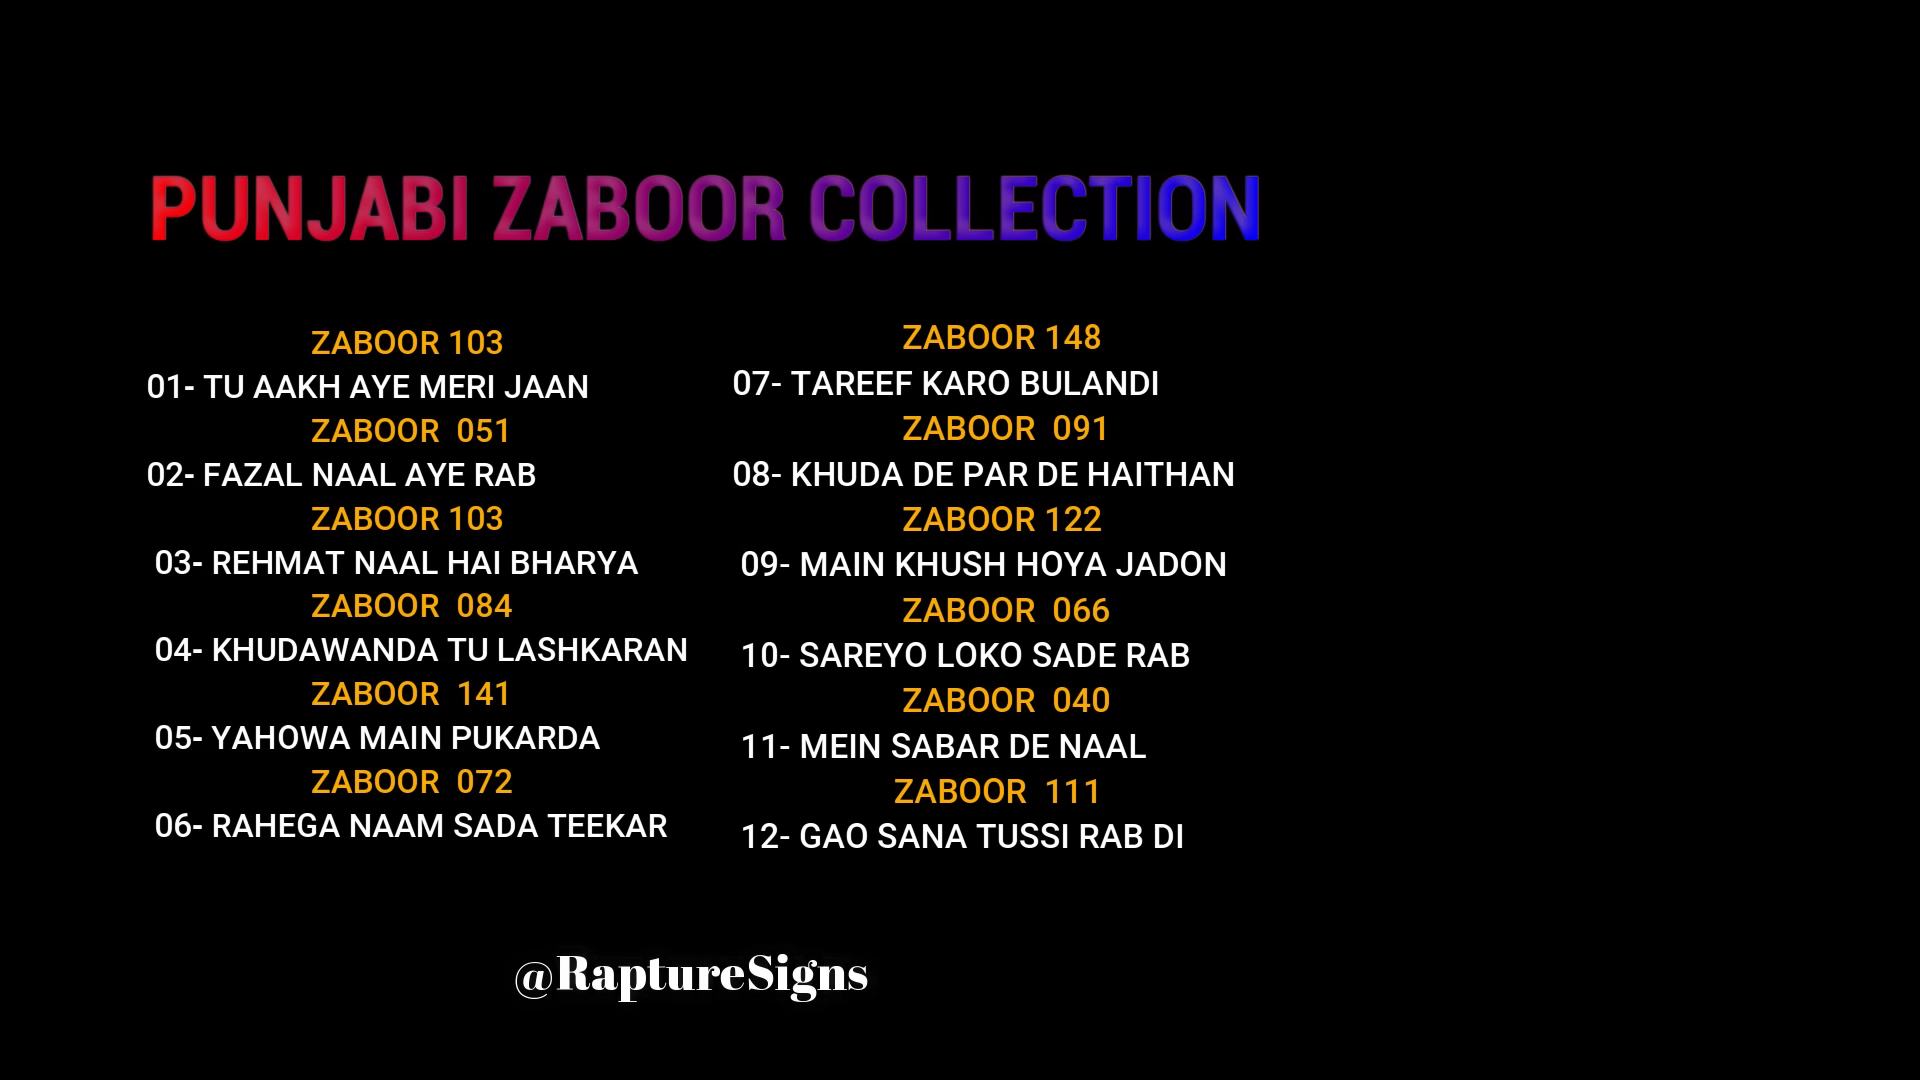 PUNJABI ZABOOR COLLECTION
ZABOOR 103
01- TU AAKH AYE MERI JAAN
ZABOOR 051
02- FAZAL NAAL AYE RAB
ZABOOR 103
03- REHMAT NAAL HAI BHARYA
ZABOOR 084
04- KHUDAWANDA TU LASHKARAN
ZABOOR 141
05- YAHOWA MAIN PUKARDA
ZABOOR 072
06- RAHEGA NAAM SADA TEEKAR
ZABOOR 148
07- TAREEF KARO BULANDI
ZABOOR 091
08- KHUDA DE PAR DE HAITHAN
ZABOOR 122
09- MAIN KHUSH HOYA JADON
ZABOOR 066
10- SAREYO LOKO SADE RAB
ZABOOR 040
11- MEIN SABAR DE NAAL
ZABOOR 111
12- GAO SANA TUSSI RAB DI
@RaptureSigns